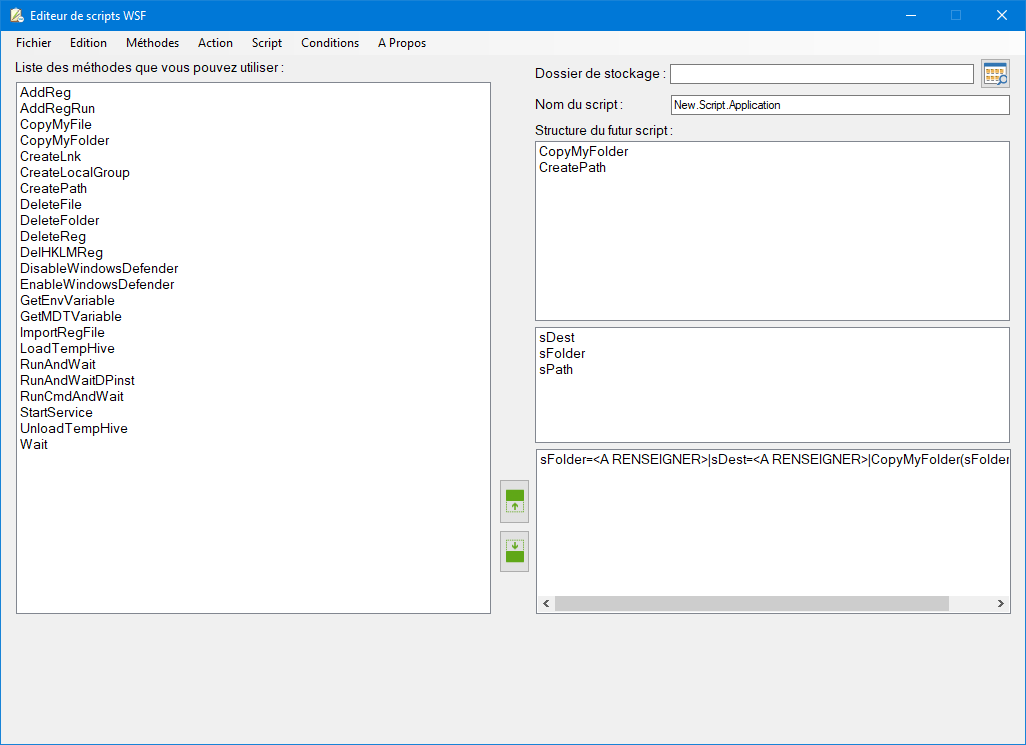 Editeur de scripts WSF
Fichier Edition Méthodes Action Script Conditions A Propos
Liste des méthodes que vous pouvez utiliser :
AddReg
AddRegRun
CopyMyFile
CopyMyFolder
CreateLnk
CreateLocalGroup
CreatePath
DeleteFile
DeleteFolder
DeleteReg
DelHKLMReg
DisableWindowsDefender
EnableWindowsDefender
GetEnvVariable
GetMDTVariable
ImportRegFile
LoadTempHive
RunAndWait
RunAndWaitDPinst
RunCmdAndWait
StartService
UnloadTempHive
Wait
Dossier de stockage :
Nom du script : New.Script.Application
Structure du futur script :
CopyMyFolder
CreatePath
sDest
sFolder
sPath
sFolder=<A RENSEIGNER>|sDest=<A RENSEIGNER>|CopyMyFolder(sFolder